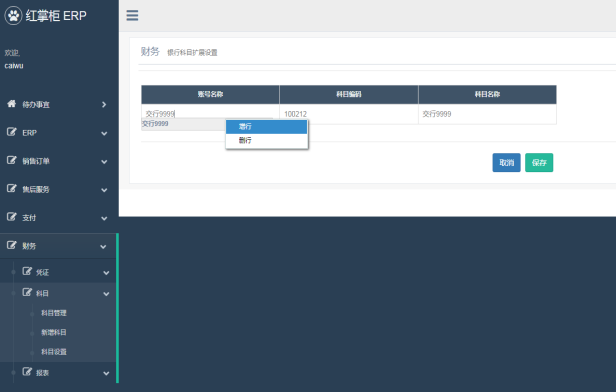 红掌柜 ERP
欢迎,
caiwu
待办事宜
ERP
销售订单
售后服务
支付
财务
凭证
科目
科目管理
新增科目
科目设置
报表
财务 银行科目扩展设置
账号名称 科目编码 科目名称
交行9999 100212 交行9999
交行9999
增行
删行
取消 保存